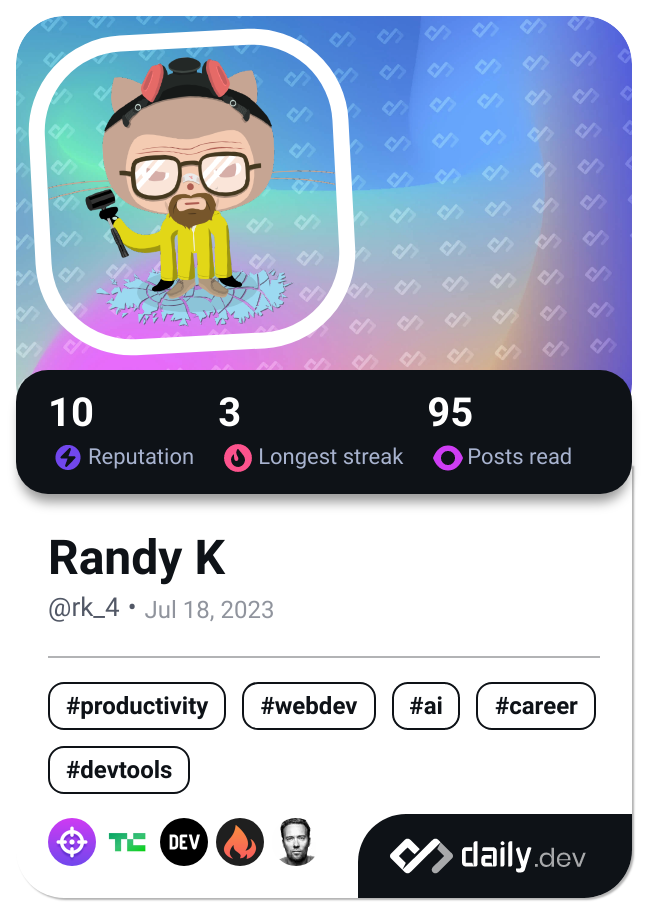 10 3 95
Reputation Longest streak Posts read
Randy K
@rk_4 • Jul 18, 2023
#productivity #webdev #ai #career
#devtools
TC DEV
daily.dev